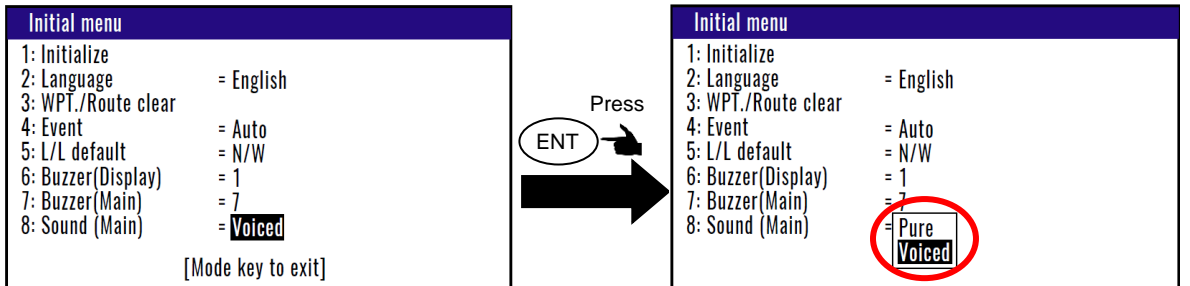 Initial menu
1: Initialize
2: Language = English
3: WPT./Route clear
4: Event = Auto
5: L/L default = N/W
6: Buzzer(Display) = 1
7: Buzzer(Main) = 7
8: Sound (Main) = Voiced
[Mode key to exit]
Press
ENT
Initial menu
1: Initialize
2: Language = English
3: WPT./Route clear
4: Event = Auto
5: L/L default = N/W
6: Buzzer(Display) = 1
7: Buzzer(Main) = 7
8: Sound (Main) = Pure
Voiced